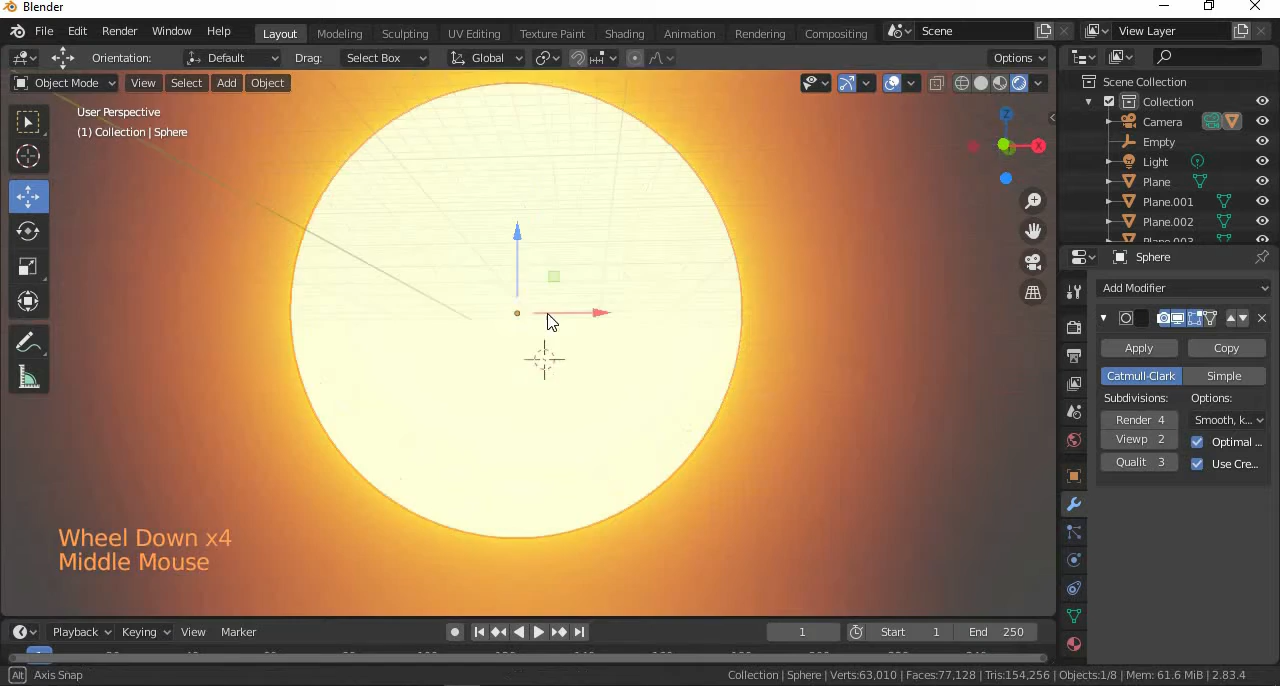 Blender
File Edit Render Window Help
Layout Modeling Sculpting UV Editing Texture Paint Shading Animation Rendering Compositing
Scene
View Layer
Orientation: Default Drag: Select Box Global Options
Object Mode View Select Add Object
User Perspective
(1) Collection | Sphere
Z
X
Scene Collection
Collection
Camera
Empty
Light
Plane
Plane.001
Plane.002
Plane.003
Sphere
Add Modifier
Apply Copy
Catmull-Clark Simple
Subdivisions: Options:
Render 4 Smooth, k...
Viewp 2 Optimal ...
Qualit 3 Use Cre...
Wheel Down x4
Middle Mouse
Playback Keying View Marker
1 Start 1 End 250
Alt Axis Snap
Collection | Sphere | Verts:63,010 | Faces:77,128 | Tris:154,256 | Objects:1/8 | Mem: 61.6 MiB | 2.83.4